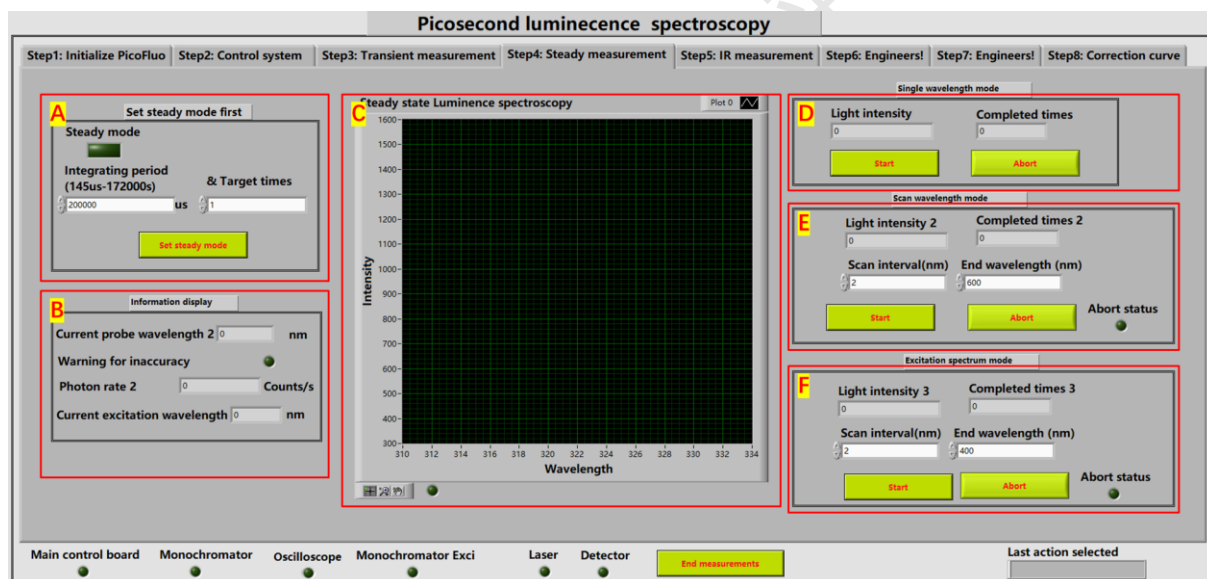 Picosecond luminecence spectroscopy
Step1: Initialize PicoFluo Step2: Control system Step3: Transient measurement Step4: Steady measurement Step5: IR measurement Step6: Engineers! Step7: Engineers! Step8: Correction curve
A
Set steady mode first
Steady mode
Integrating period
(145us-172000s)
& Target times
200000 us 1
Set steady mode
B
Information display
Current probe wavelength 2 0 nm
Warning for inaccuracy
Photon rate 2 0 Counts/s
Current excitation wavelength 0 nm
C
Steady state Luminence spectroscopy Plot 0
Intensity
1600
1500
1400
1300
1200
1100
1000
900
800
700
600
500
400
300
310 312 314 316 318 320 322 324 326 328 330 332 334
Wavelength
Single wavelength mode
D
Light intensity Completed times
0 0
Start Abort
Scan wavelength mode
E
Light intensity 2 Completed times 2
0 0
Scan interval(nm) End wavelength (nm)
2 600
Start Abort Abort status
Excitation spectrum mode
F
Light intensity 3 Completed times 3
0 0
Scan interval(nm) End wavelength (nm)
2 400
Start Abort Abort status
Main control board Monochromator Oscilloscope Monochromator Exci Laser Detector
End measurements
Last action selected